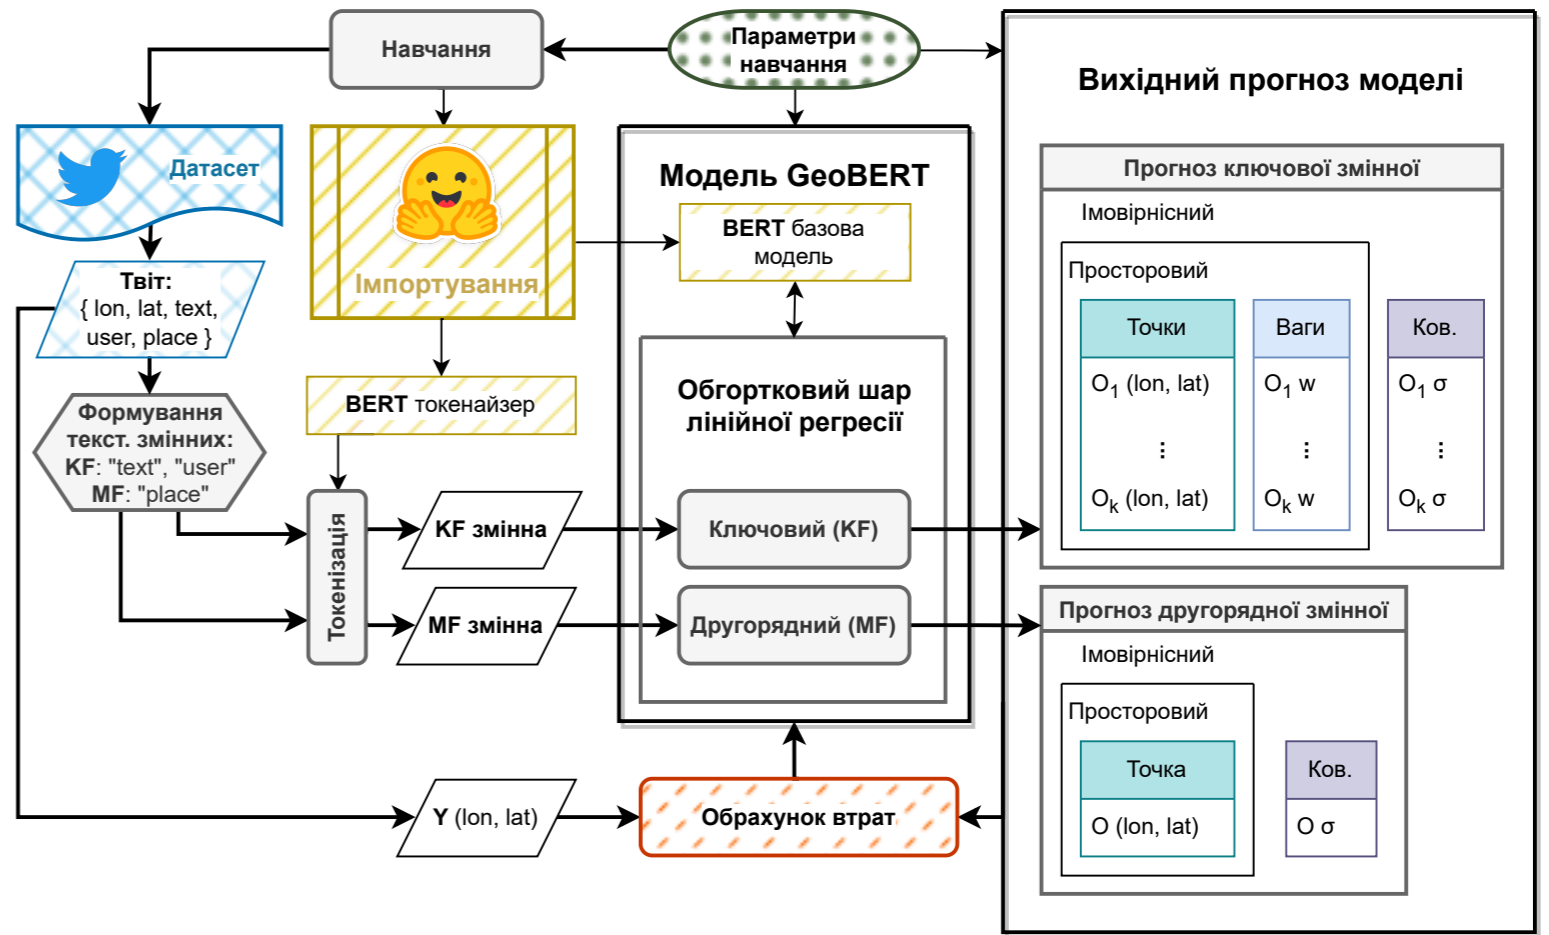 Навчання
Параметри
навчання
Датасет
Твіт:
{ lon, lat, text,
user, place }
Формування
текст. змінних:
KF: "text", "user"
MF: "place"
Імпортування
BERT токенайзер
Токенізація
KF змінна
MF змінна
Y (lon, lat)
Модель GeoBERT
BERT базова
модель
Обгортковий шар
лінійної регресії
Ключовий (KF)
Другорядний (MF)
Обрахунок втрат
Вихідний прогноз моделі
Прогноз ключової змінної
Імовірнісний
Просторовий
Точки
Ваги
Ков.
O1 (lon, lat)
O1 w
O1 σ
⋮
⋮
⋮
Ok (lon, lat)
Ok w
Ok σ
Прогноз другорядної змінної
Імовірнісний
Просторовий
Точка
Ков.
O (lon, lat)
O σ